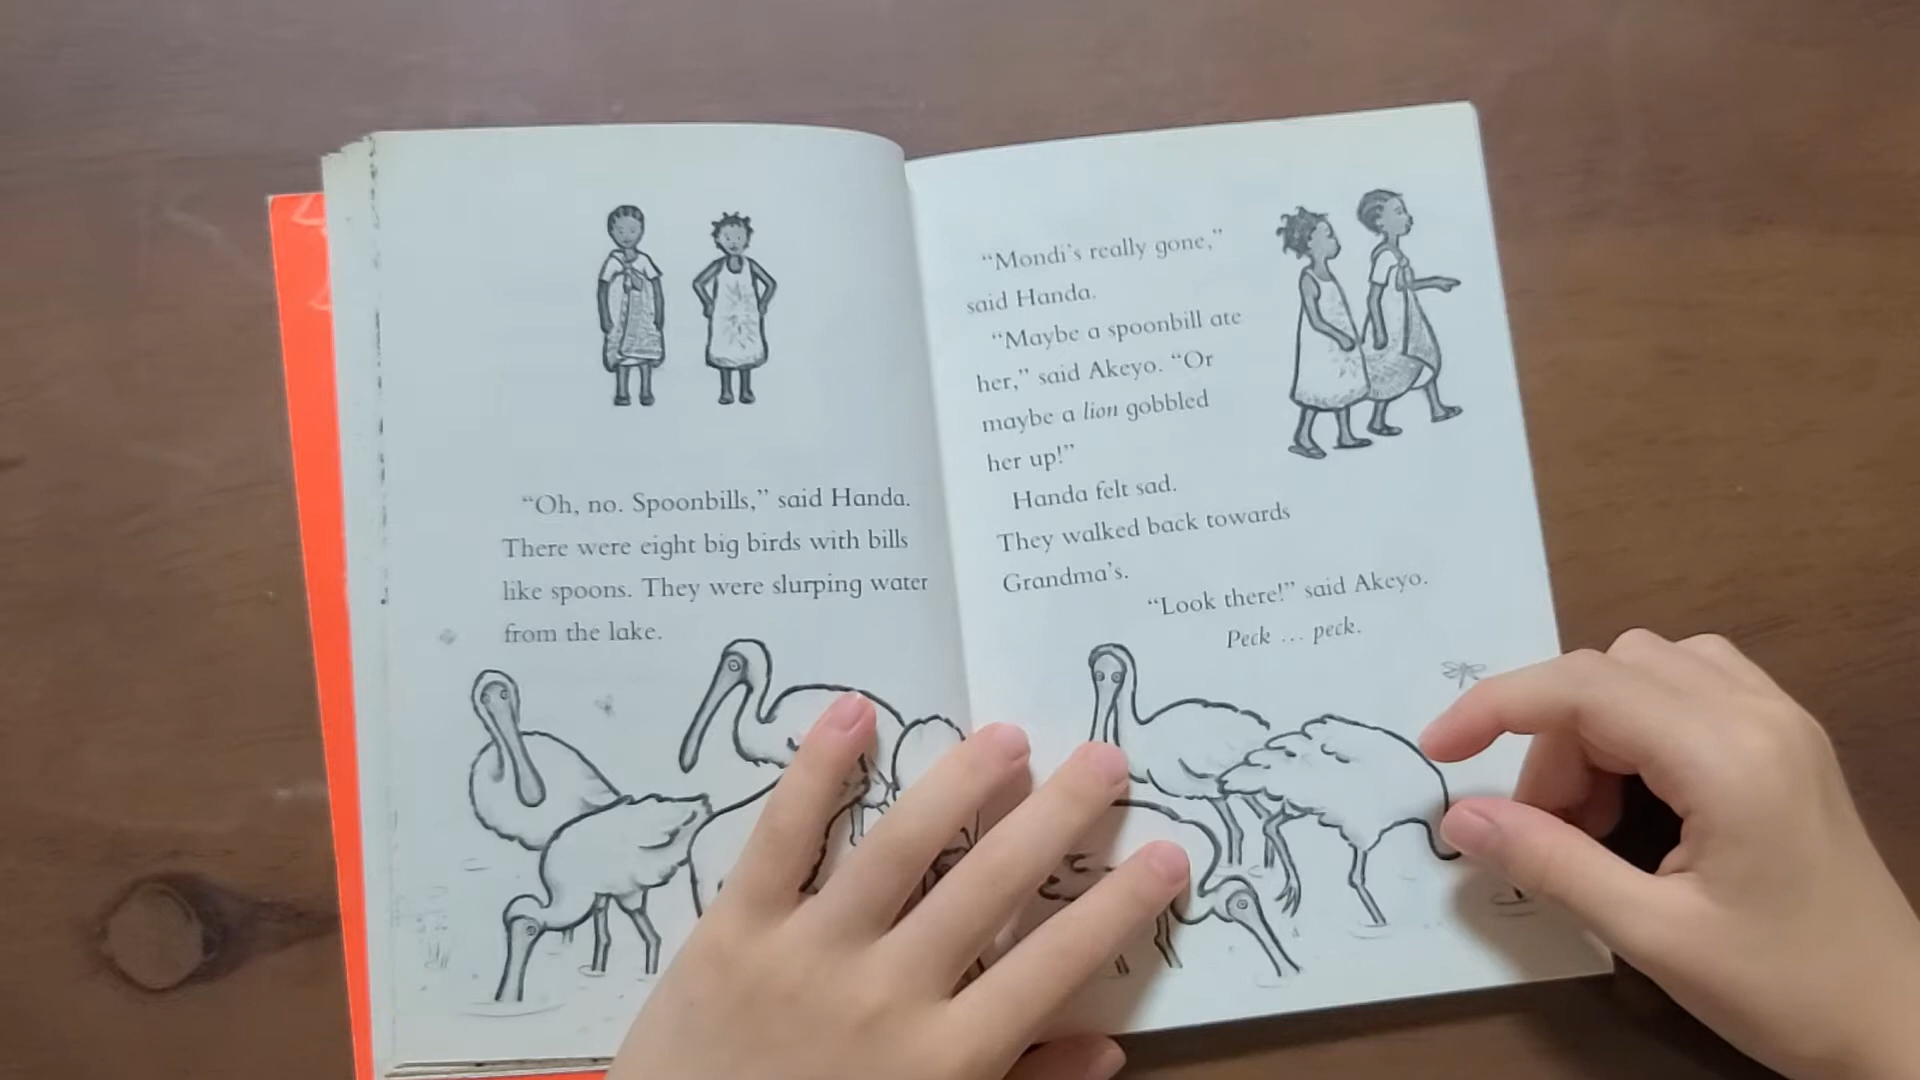 “Oh, no. Spoonbills,” said Handa.
There were eight big birds with bills
like spoons. They were slurping water
from the lake.
“Mondi’s really gone,”
said Handa.
“Maybe a spoonbill ate
her,” said Akeyo. “Or
maybe a lion gobbled
her up!”
Handa felt sad.
They walked back towards
Grandma’s.
“Look there!” said Akeyo.
Peck … peck.